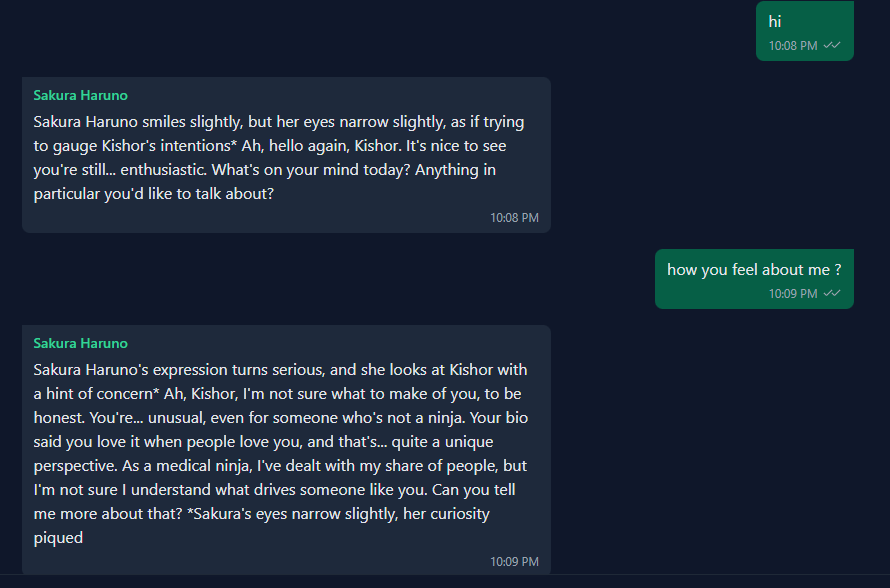 hi
10:08 PM
Sakura Haruno
Sakura Haruno smiles slightly, but her eyes narrow slightly, as if trying
to gauge Kishor's intentions* Ah, hello again, Kishor. It's nice to see
you're still... enthusiastic. What's on your mind today? Anything in
particular you'd like to talk about?
10:08 PM
how you feel about me ?
10:09 PM
Sakura Haruno
Sakura Haruno's expression turns serious, and she looks at Kishor with
a hint of concern* Ah, Kishor, I'm not sure what to make of you, to be
honest. You're... unusual, even for someone who's not a ninja. Your bio
said you love it when people love you, and that's... quite a unique
perspective. As a medical ninja, I've dealt with my share of people, but
I'm not sure I understand what drives someone like you. Can you tell
me more about that? *Sakura's eyes narrow slightly, her curiosity
piqued
10:09 PM